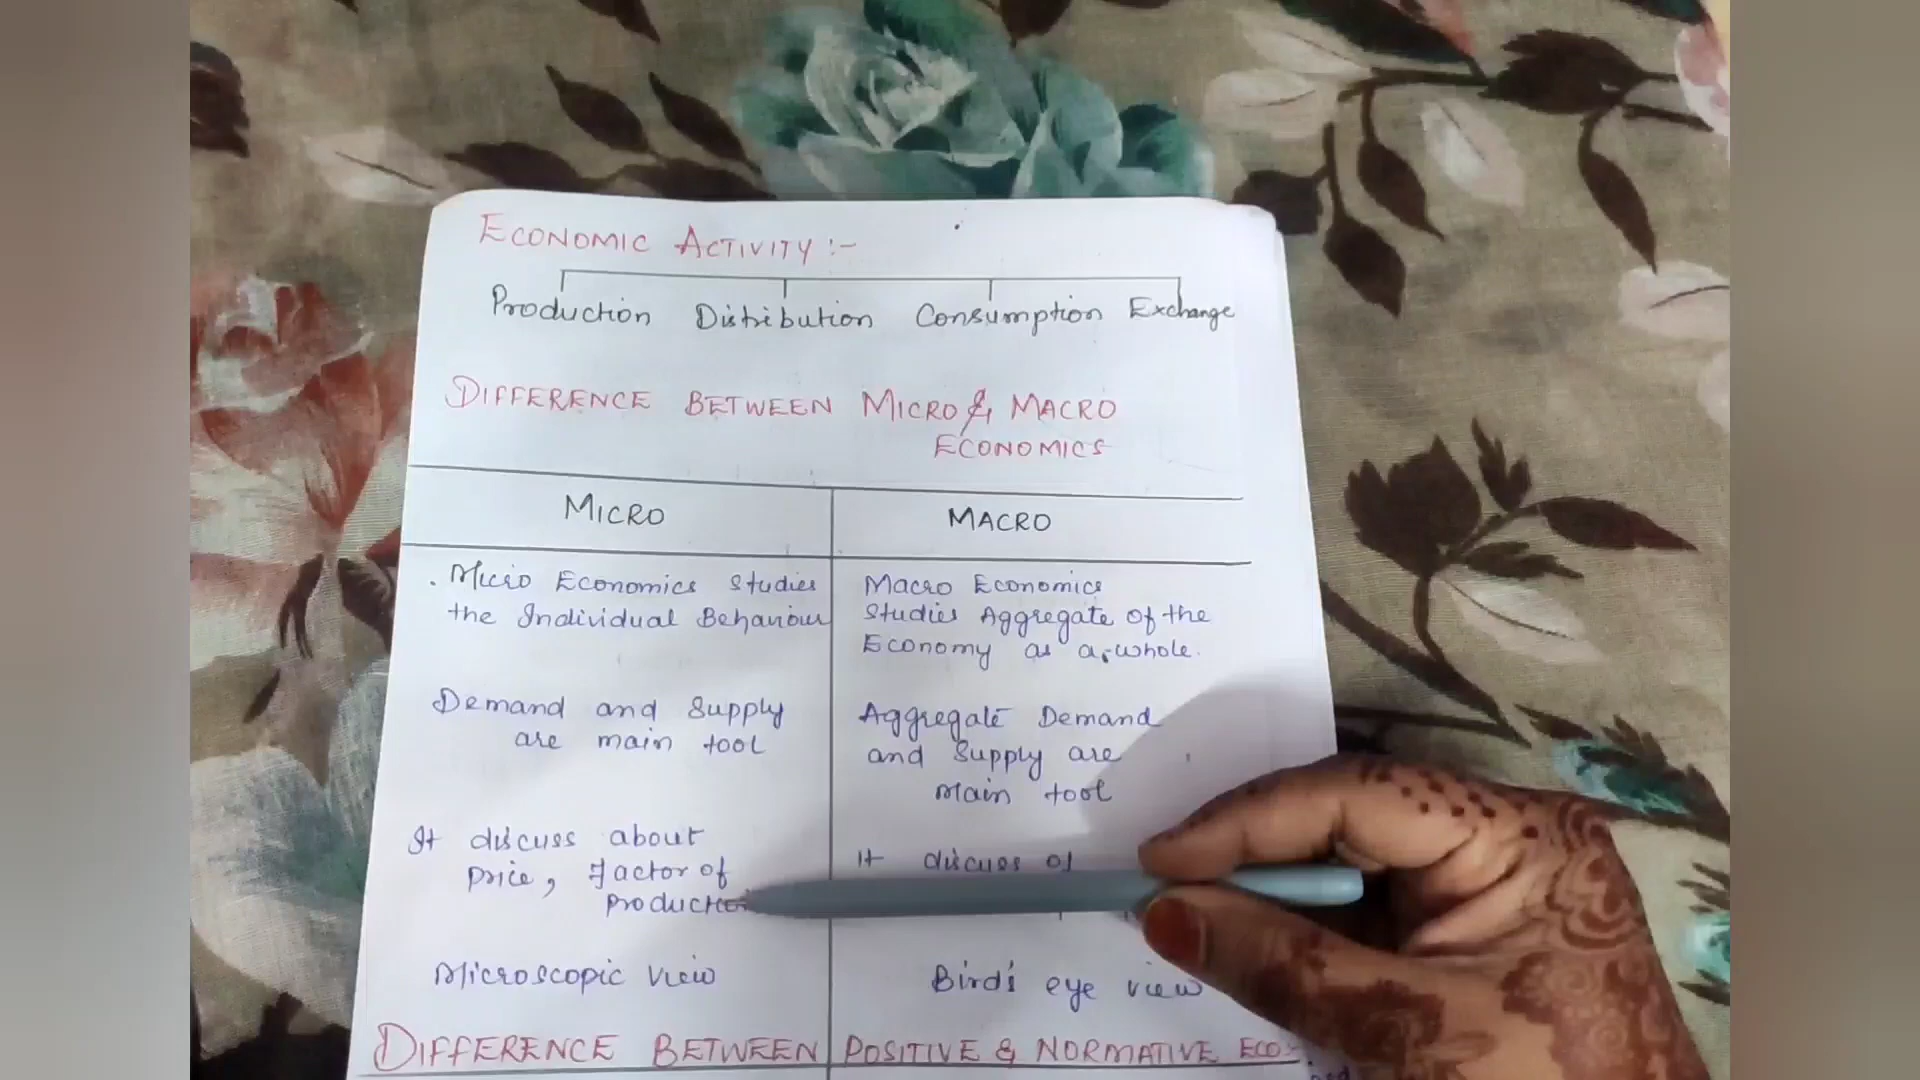 ECONOMIC ACTIVITY :-
Production Distribution Consumption Exchange
DIFFERENCE BETWEEN MICRO & MACRO
ECONOMICS
MICRO
MACRO
. Micro Economics studies
the Individual Behaviour
Macro Economics
studies Aggregate of the
Economy as a whole.
Demand and Supply
are main tool
Aggregate Demand
and Supply are
main tool
It discuss about
price, Factor of
It discuss of
Microscopic view
Bird's eye view
DIFFERENCE BETWEEN POSITIVE & NORMATIVE ECO:-